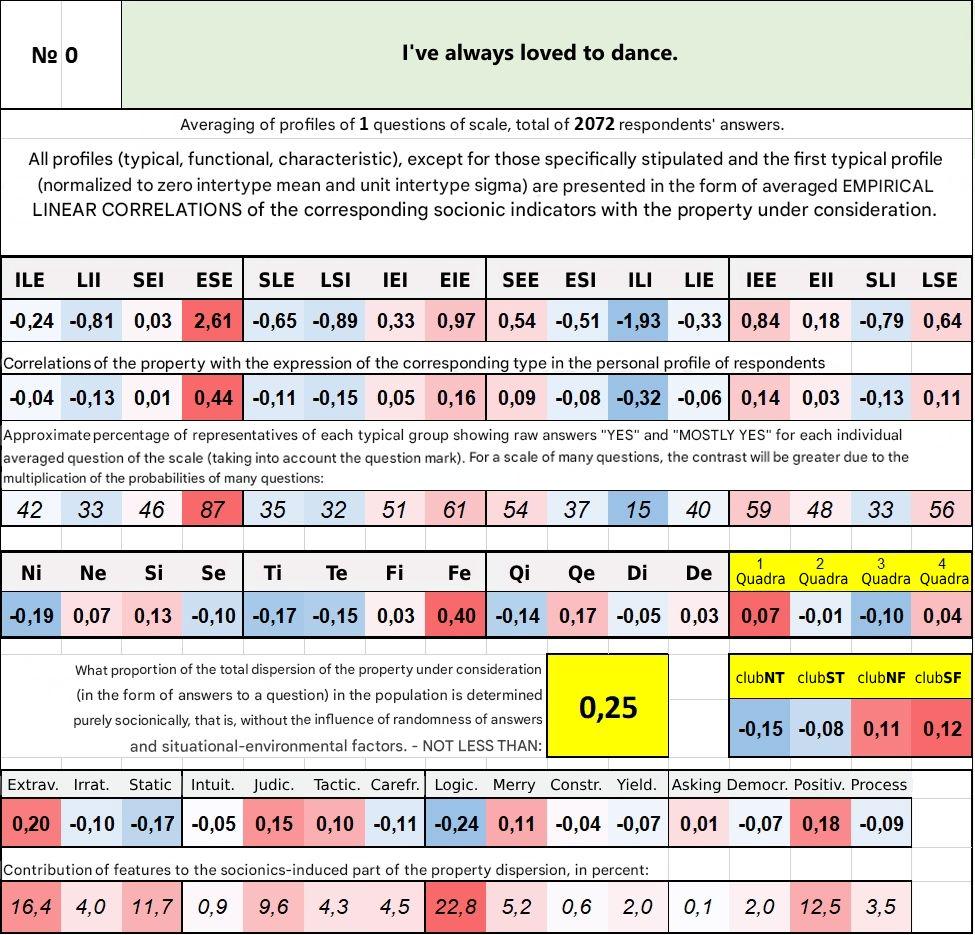 № 0
I've always loved to dance.
Averaging of profiles of 1 questions of scale, total of 2072 respondents' answers.
All profiles (typical, functional, characteristic), except for those specifically stipulated and the first typical profile
(normalized to zero intertype mean and unit intertype sigma) are presented in the form of averaged EMPIRICAL
LINEAR CORRELATIONS of the corresponding socionic indicators with the property under consideration.
ILE LII SEI ESE SLE LSI IEI EIE SEE ESI ILI LIE IEE EII SLI LSE
-0,24 -0,81 0,03 2,61 -0,65 -0,89 0,33 0,97 0,54 -0,51 -1,93 -0,33 0,84 0,18 -0,79 0,64
Correlations of the property with the expression of the corresponding type in the personal profile of respondents
-0,04 -0,13 0,01 0,44 -0,11 -0,15 0,05 0,16 0,09 -0,08 -0,32 -0,06 0,14 0,03 -0,13 0,11
Approximate percentage of representatives of each typical group showing raw answers "YES" and "MOSTLY YES" for each individual
averaged question of the scale (taking into account the question mark). For a scale of many questions, the contrast will be greater due to the
multiplication of the probabilities of many questions:
42 33 46 87 35 32 51 61 54 37 15 40 59 48 33 56
Ni Ne Si Se Ti Te Fi Fe Qi Qe Di De 1 Quadra 2 Quadra 3 Quadra 4 Quadra
-0,19 0,07 0,13 -0,10 -0,17 -0,15 0,03 0,40 -0,14 0,17 -0,05 0,03 0,07 -0,01 -0,10 0,04
What proportion of the total dispersion of the property under consideration
(in the form of answers to a question) in the population is determined
purely socionically, that is, without the influence of randomness of answers
and situational-environmental factors. - NOT LESS THAN:
0,25
clubNT clubST clubNF clubSF
-0,15 -0,08 0,11 0,12
Extrav. Irrat. Static Intuit. Judic. Tactic. Carefr. Logic. Merry Constr. Yield. Asking Democr. Positiv. Process
0,20 -0,10 -0,17 -0,05 0,15 0,10 -0,11 -0,24 0,11 -0,04 -0,07 0,01 -0,07 0,18 -0,09
Contribution of features to the socionics-induced part of the property dispersion, in percent:
16,4 4,0 11,7 0,9 9,6 4,3 4,5 22,8 5,2 0,6 2,0 0,1 2,0 12,5 3,5